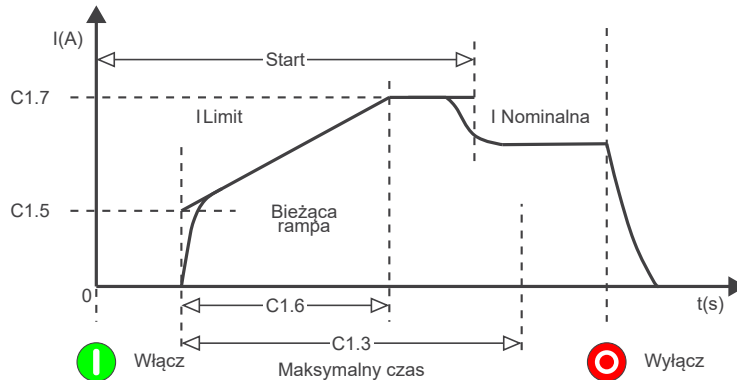 I(A)
Start
C1.7
I Limit
I Nominalna
C1.5
Bieżąca
rampa
0
C1.6
t(s)
C1.3
Włącz
Maksymalny czas
Wyłącz